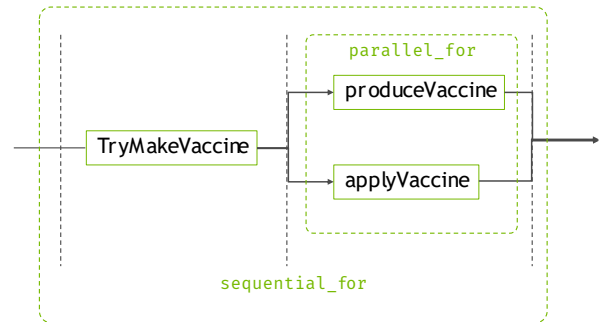 parallel_for
produceVaccine
TryMakeVaccine
applyVaccine
sequential_for